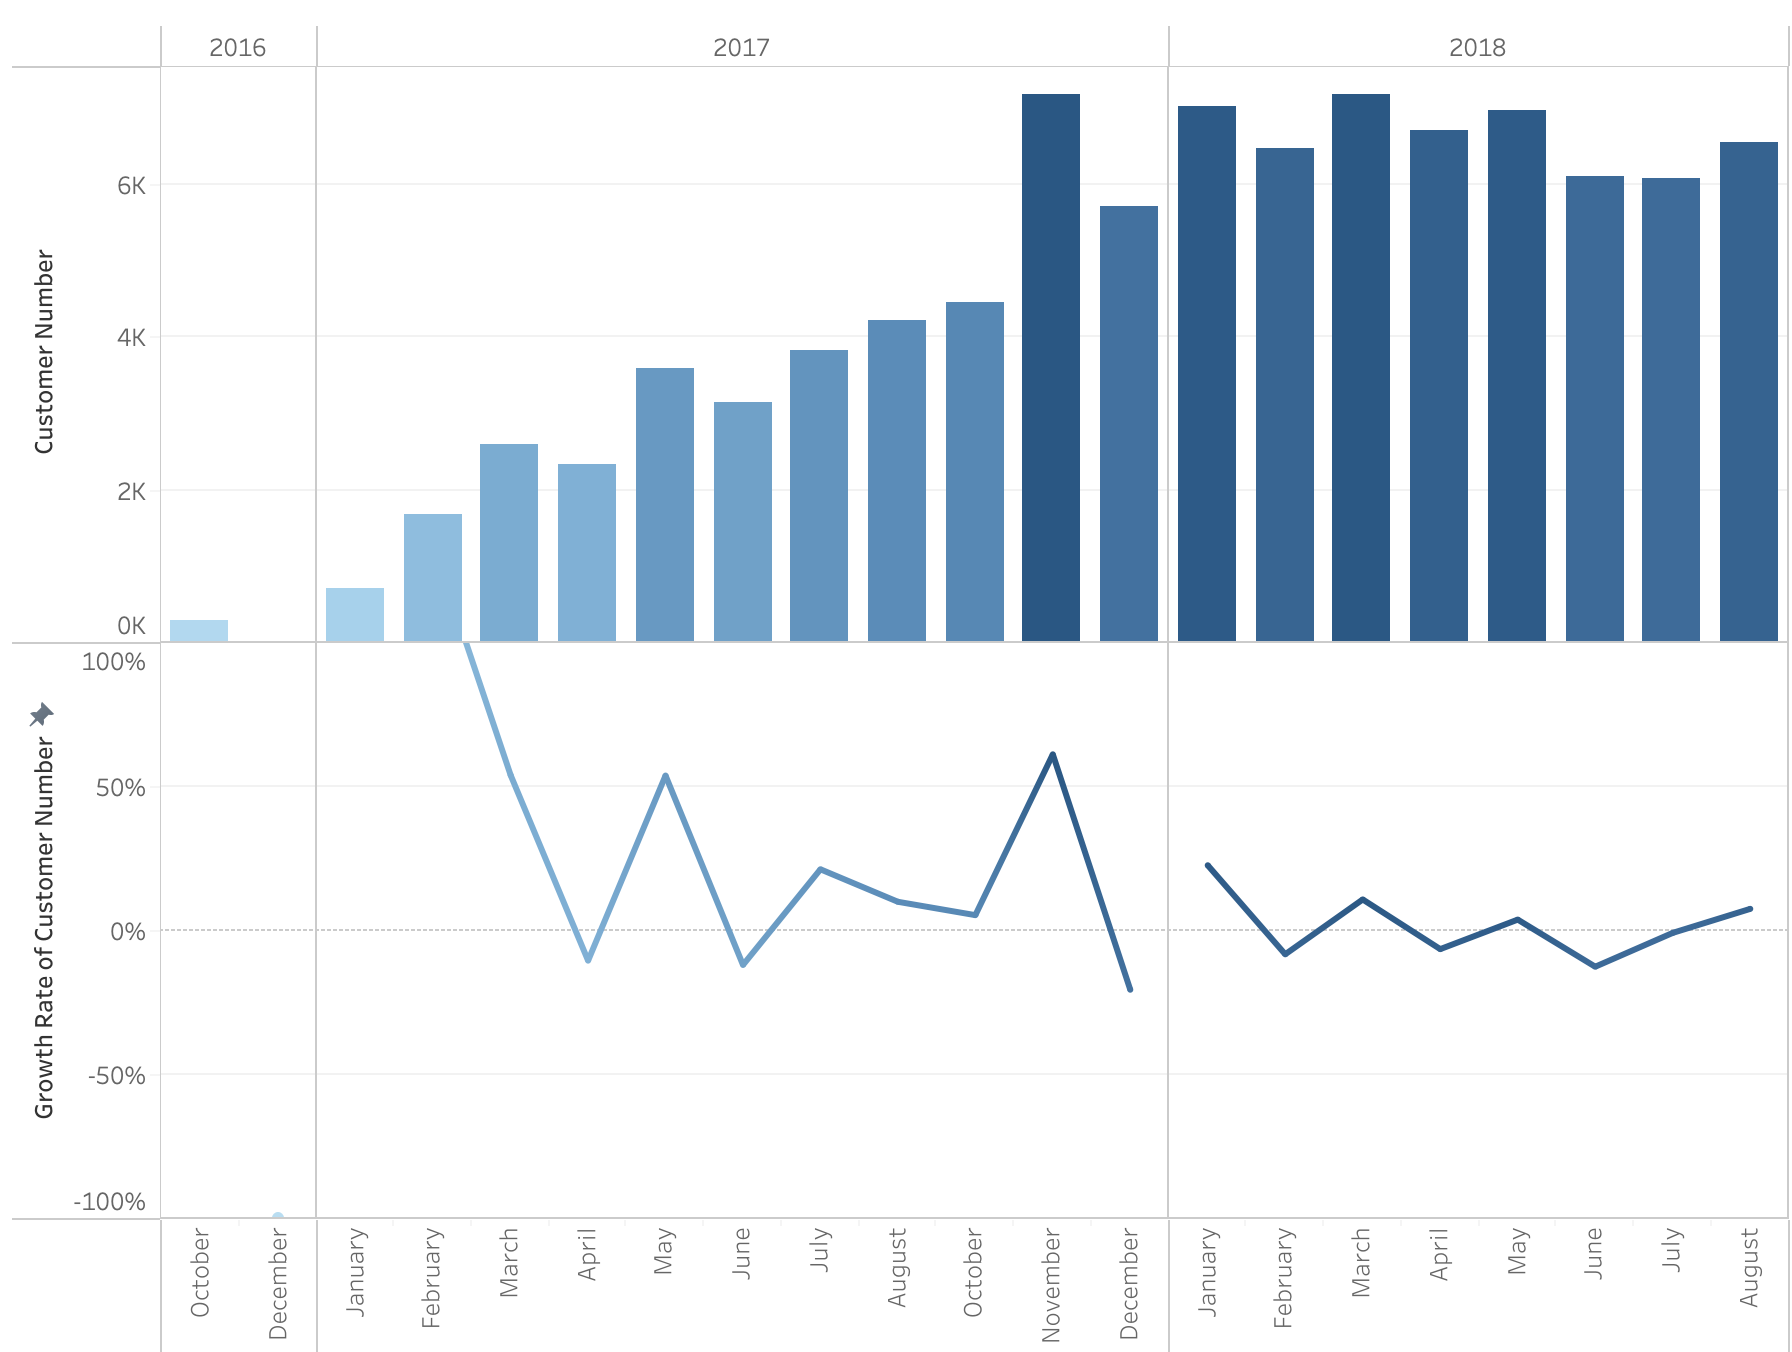 2016 2017 2018
Customer Number
6K
4K
2K
0K
Growth Rate of Customer Number
100%
50%
0%
-50%
-100%
October
December
January
February
March
April
May
June
July
August
October
November
December
January
February
March
April
May
June
July
August